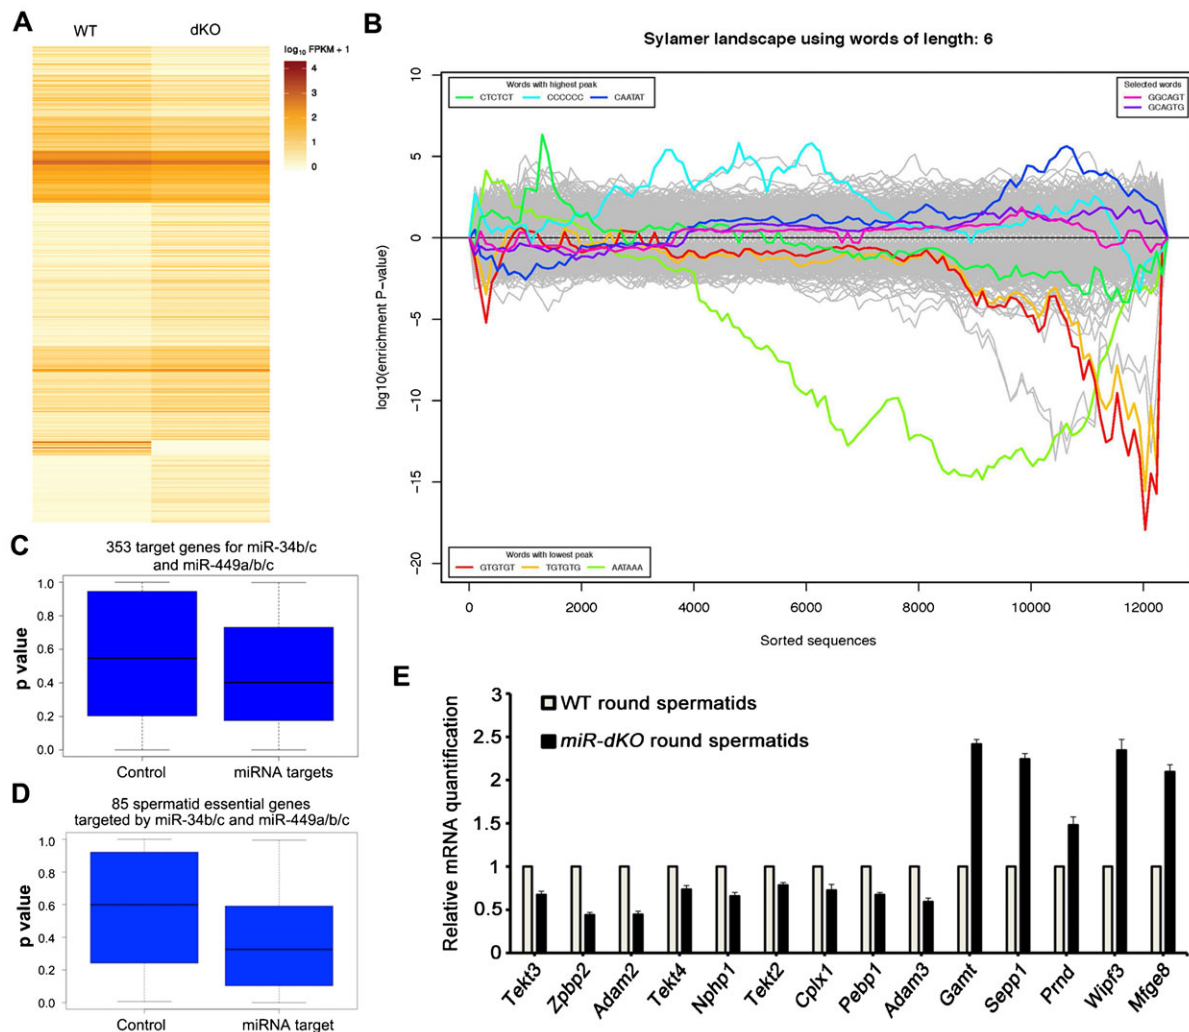 A
WT
dKO
log10 FPKM + 1
4
3
2
1
0
B
Sylamer landscape using words of length: 6
Words with highest peak
CTCTCT CCCCCC CAATAT
Selected words
GGCAGT
GCAGTG
log10(enrichment P-value)
10
5
0
-5
-10
-15
-20
Words with lowest peak
GTGTGT TGTGTG AATAAA
0 2000 4000 6000 8000 10000 12000
Sorted sequences
C
353 target genes for miR-34b/c
and miR-449a/b/c
p value
1.0
0.8
0.6
0.4
0.2
0.0
Control miRNA targets
D
85 spermatid essential genes
targeted by miR-34b/c and miR-449a/b/c
p value
1.0
0.8
0.6
0.4
0.2
0.0
Control miRNA target
E
Relative mRNA quantification
3
2.5
2
1.5
1
0.5
0
WT round spermatids
miR-dKO round spermatids
Tekt3 Zpbp2 Adam2 Tekt4 Nphp1 Tekt2 Cplx1 Pebp1 Adam3 Gamt Sepp1 Prnd Wipf3 Mfge8